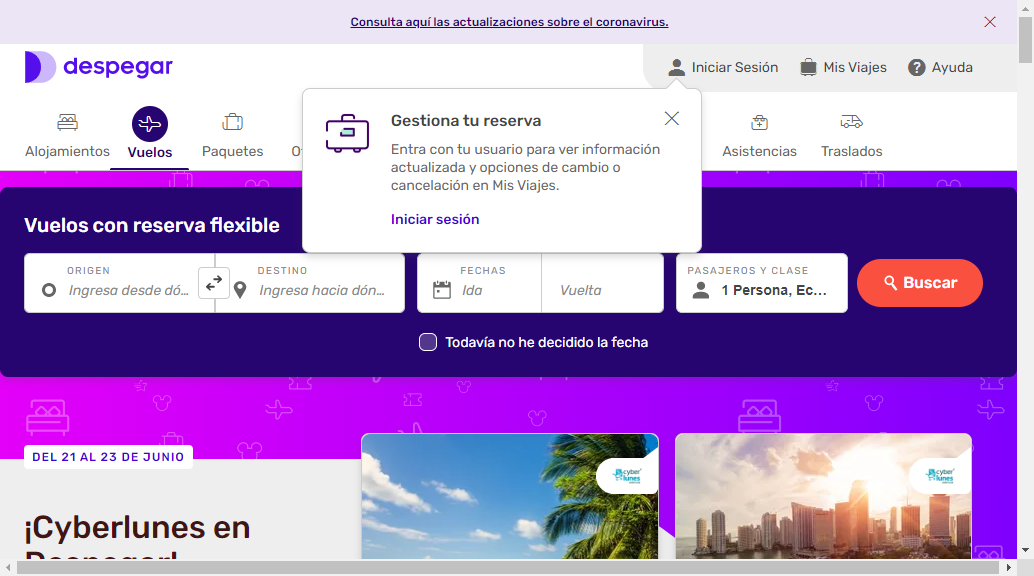 Consulta aquí las actualizaciones sobre el coronavirus.
despegar
Iniciar Sesión
Mis Viajes
Ayuda
Alojamientos
Vuelos
Paquetes
Asistencias
Traslados
Gestiona tu reserva
Entra con tu usuario para ver información
actualizada y opciones de cambio o
cancelación en Mis Viajes.
Iniciar sesión
Vuelos con reserva flexible
ORIGEN
Ingresa desde dó...
DESTINO
Ingresa hacia dón...
FECHAS
Ida
Vuelta
PASAJEROS Y CLASE
1 Persona, Ec...
Buscar
Todavía no he decidido la fecha
DEL 21 AL 23 DE JUNIO
cyber
lunes
cyber
lunes
¡Cyberlunes en
Despegar!